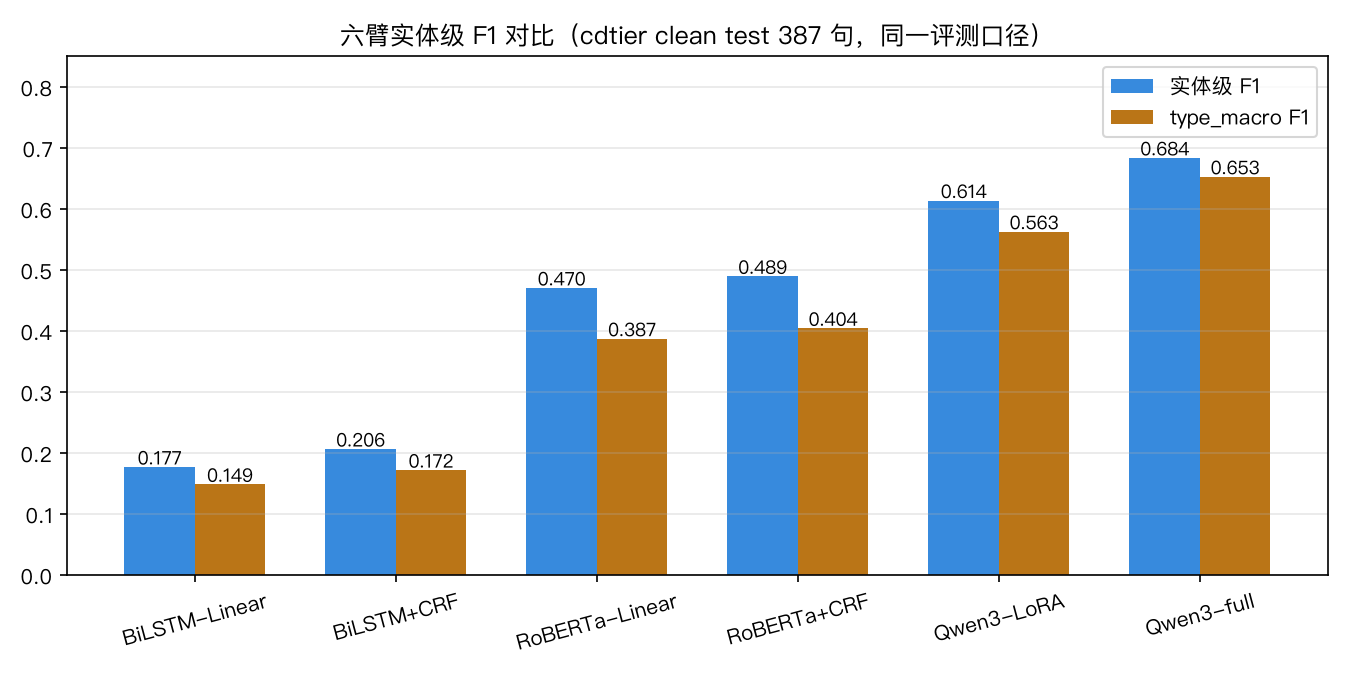 六臂实体级 F1 对比（cdtier clean test 387 句，同一评测口径）
实体级 F1
type_macro F1
0.8
0.7
0.6
0.5
0.4
0.3
0.2
0.1
0.0
0.177
0.149
0.206
0.172
0.470
0.387
0.489
0.404
0.614
0.563
0.684
0.653
BiLSTM−Linear
BiLSTM+CRF
RoBERTa−Linear
RoBERTa+CRF
Qwen3−LoRA
Qwen3−full